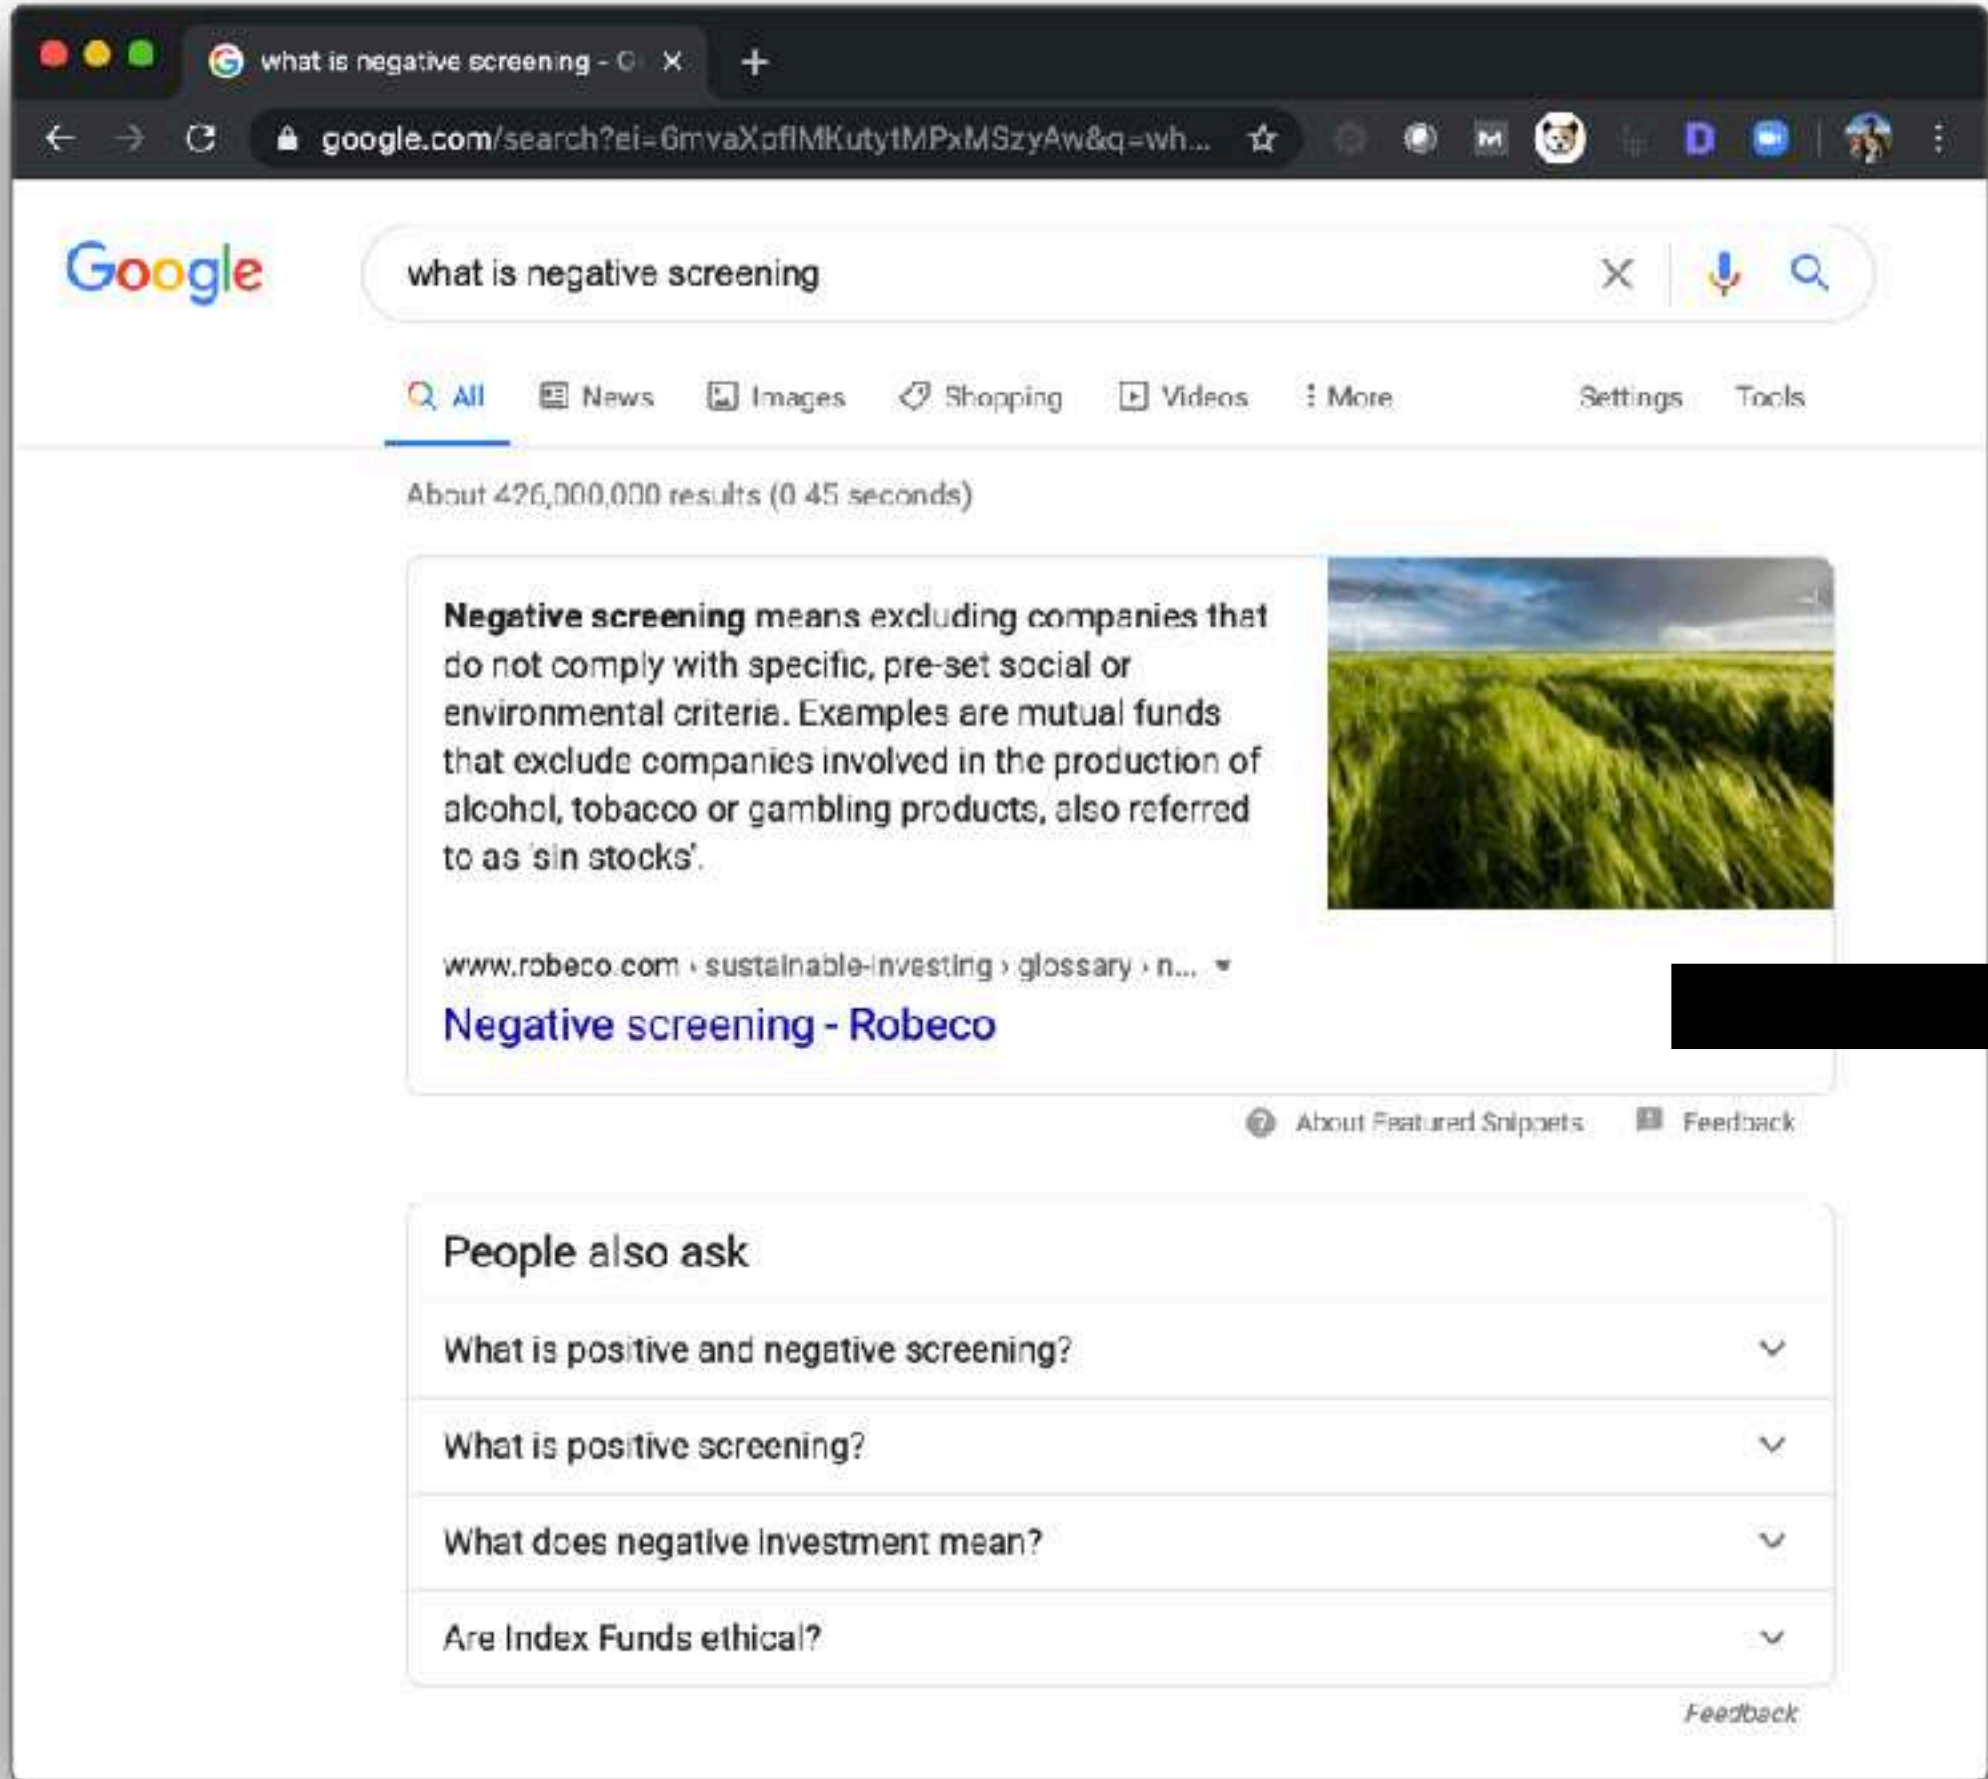 what is negative screening - G
google.com/search?ei=6mvaXofIMKutytMPxMSzyAw&q=wh...
Google
what is negative screening
All News Images Shopping Videos More Settings Tools
About 426,000,000 results (0.45 seconds)
Negative screening means excluding companies that
do not comply with specific, pre-set social or
environmental criteria. Examples are mutual funds
that exclude companies involved in the production of
alcohol, tobacco or gambling products, also referred
to as 'sin stocks'.
www.robeco.com › sustainable-investing › glossary › n...
Negative screening - Robeco
About Featured Snippets Feedback
People also ask
What is positive and negative screening?
What is positive screening?
What does negative investment mean?
Are Index Funds ethical?
Feedback